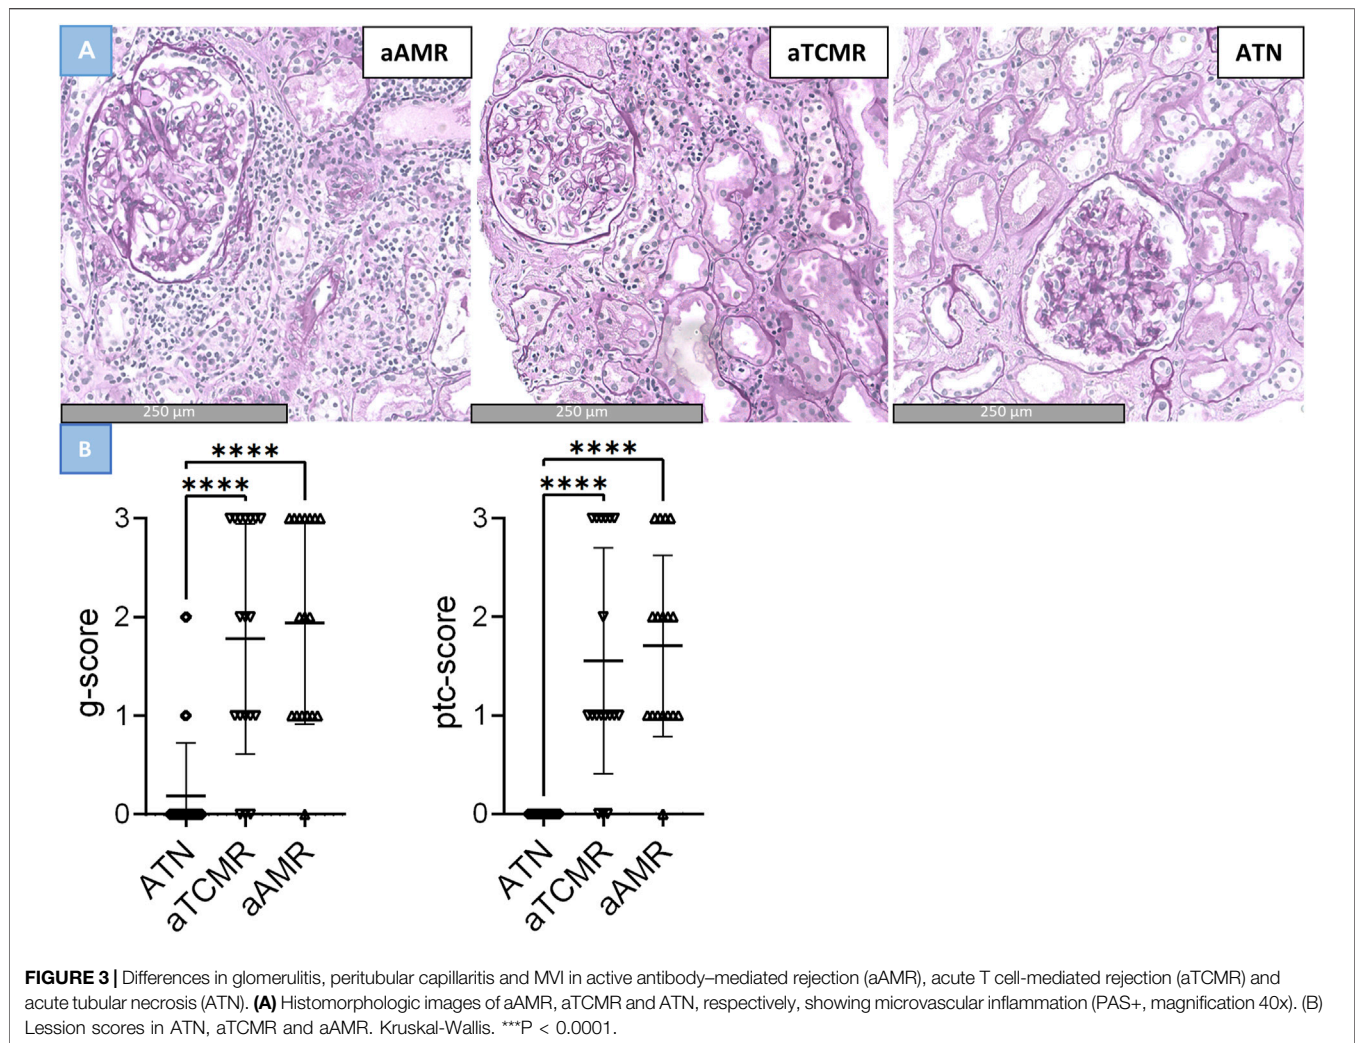 A
aAMR
aTCMR
ATN
250 µm
250 µm
250 µm
B
****
****
3
2
1
0
g-score
ATN
aTCMR
aAMR
****
****
3
2
1
0
ptc-score
ATN
aTCMR
aAMR
FIGURE 3 | Differences in glomerulitis, peritubular capillaritis and MVI in active antibody–mediated rejection (aAMR), acute T cell-mediated rejection (aTCMR) and
acute tubular necrosis (ATN). (A) Histomorphologic images of aAMR, aTCMR and ATN, respectively, showing microvascular inflammation (PAS+, magnification 40x). (B)
Lession scores in ATN, aTCMR and aAMR. Kruskal-Wallis. ***P < 0.0001.